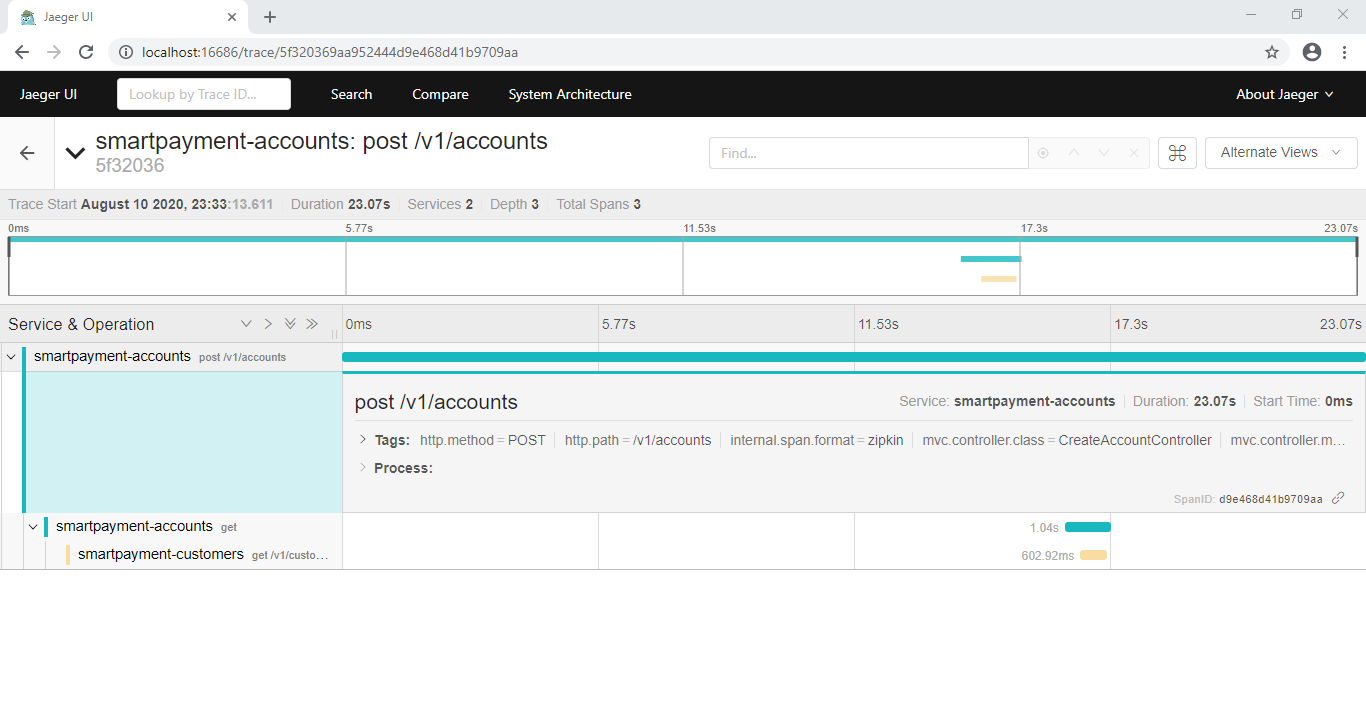 Jaeger UI
localhost:16686/trace/5f320369aa952444d9e468d41b9709aa
Jaeger UI Lookup by Trace ID... Search Compare System Architecture About Jaeger
smartpayment-accounts: post /v1/accounts
5f32036
Find... Alternate Views
Trace Start August 10 2020, 23:33:13.611 Duration 23.07s Services 2 Depth 3 Total Spans 3
0ms 5.77s 11.53s 17.3s 23.07s
Service & Operation 0ms 5.77s 11.53s 17.3s 23.07s
smartpayment-accounts post /v1/accounts
post /v1/accounts Service: smartpayment-accounts Duration: 23.07s Start Time: 0ms
Tags: http.method = POST http.path = /v1/accounts internal.span.format = zipkin mvc.controller.class = CreateAccountController mvc.controller.m...
Process:
SpanID: d9e468d41b9709aa
smartpayment-accounts get 1.04s
smartpayment-customers get /v1/custo... 602.92ms